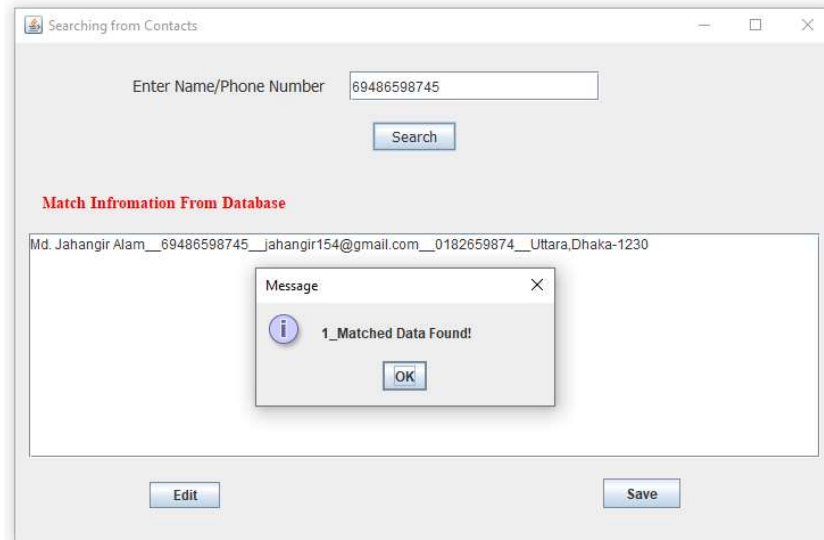 Searching from Contacts
Enter Name/Phone Number 69486598745
Search
Match Infromation From Database
Md. Jahangir Alam__69486598745__jahangir154@gmail.com__0182659874__Uttara,Dhaka-1230
Message
1_Matched Data Found!
OK
Edit Save